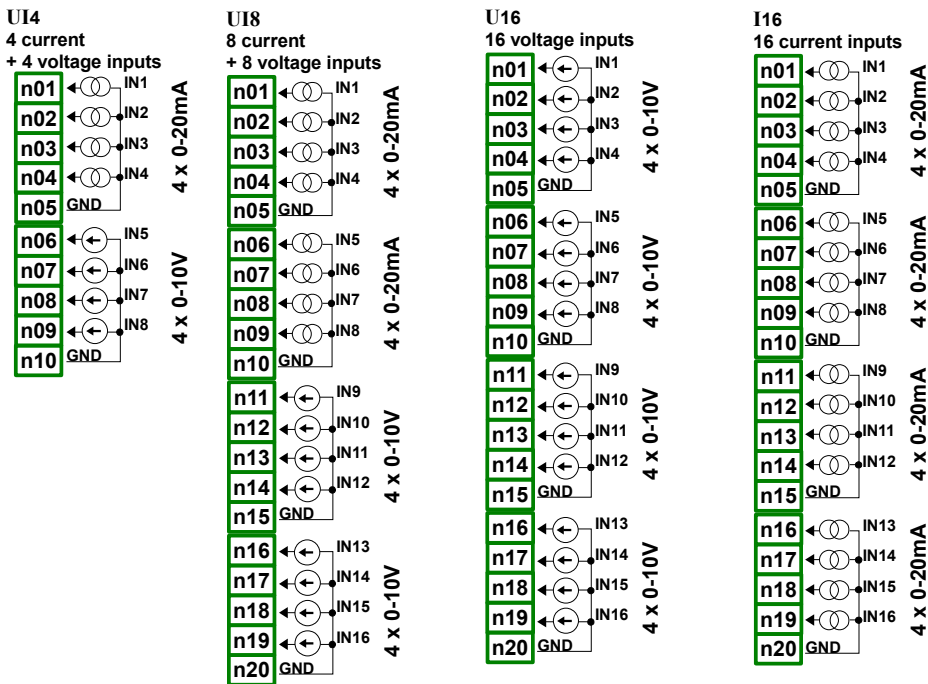 UI4
4 current
+ 4 voltage inputs
n01 IN1
n02 IN2
n03 IN3
n04 IN4
n05 GND
4 x 0-20mA
n06 IN5
n07 IN6
n08 IN7
n09 IN8
n10 GND
4 x 0-10V
UI8
8 current
+ 8 voltage inputs
n01 IN1
n02 IN2
n03 IN3
n04 IN4
n05 GND
4 x 0-20mA
n06 IN5
n07 IN6
n08 IN7
n09 IN8
n10 GND
4 x 0-20mA
n11 IN9
n12 IN10
n13 IN11
n14 IN12
n15 GND
4 x 0-10V
n16 IN13
n17 IN14
n18 IN15
n19 IN16
n20 GND
4 x 0-10V
U16
16 voltage inputs
n01 IN1
n02 IN2
n03 IN3
n04 IN4
n05 GND
4 x 0-10V
n06 IN5
n07 IN6
n08 IN7
n09 IN8
n10 GND
4 x 0-10V
n11 IN9
n12 IN10
n13 IN11
n14 IN12
n15 GND
4 x 0-10V
n16 IN13
n17 IN14
n18 IN15
n19 IN16
n20 GND
4 x 0-10V
I16
16 current inputs
n01 IN1
n02 IN2
n03 IN3
n04 IN4
n05 GND
4 x 0-20mA
n06 IN5
n07 IN6
n08 IN7
n09 IN8
n10 GND
4 x 0-20mA
n11 IN9
n12 IN10
n13 IN11
n14 IN12
n15 GND
4 x 0-20mA
n16 IN13
n17 IN14
n18 IN15
n19 IN16
n20 GND
4 x 0-20mA